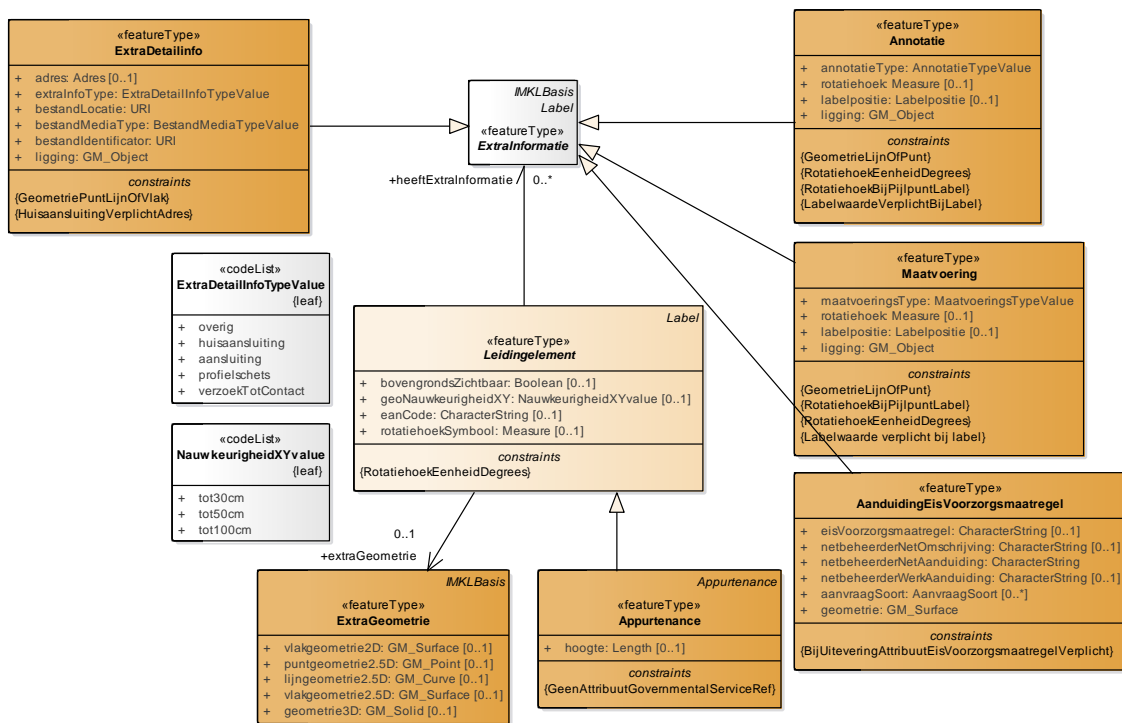 «featureType»
ExtraDetailinfo
+ adres: Adres [0..1]
+ extraInfoType: ExtraDetailInfoTypeValue
+ bestandLocatie: URI
+ bestandMediaType: BestandMediaTypeValue
+ bestandIdentificator: URI
+ ligging: GM_Object
constraints
{GeometriePuntLijnOfVlak}
{HuisaansluitingVerplichtAdres}
IMKLBasis
Label
«featureType»
ExtraInformatie
+heeftExtraInformatie
0..*
«featureType»
Annotatie
+ annotatieType: AnnotatieTypeValue
+ rotatiehoek: Measure [0..1]
+ labelpositie: Labelpositie [0..1]
+ ligging: GM_Object
constraints
{GeometrieLijnOfPunt}
{RotatiehoekEenheidDegrees}
{RotatiehoekBijPijlpuntLabel}
{LabelwaardeVerplichtBijLabel}
«codeList»
ExtraDetailInfoTypeValue
{leaf}
+ overig
+ huisaansluiting
+ aansluiting
+ profielschets
+ verzoekTotContact
«featureType»
Maatvoering
+ maatvoeringsType: MaatvoeringsTypeValue
+ rotatiehoek: Measure [0..1]
+ labelpositie: Labelpositie [0..1]
+ ligging: GM_Object
constraints
{GeometrieLijnOfPunt}
{RotatiehoekBijPijlpuntLabel}
{RotatiehoekEenheidDegrees}
{Labelwaarde verplicht bij label}
Label
«featureType»
Leidingelement
+ bovengrondsZichtbaar: Boolean [0..1]
+ geoNauwkeurigheidXY: NauwkeurigheidXYvalue [0..1]
+ eanCode: CharacterString [0..1]
+ rotatiehoekSymbool: Measure [0..1]
constraints
{RotatiehoekEenheidDegrees}
«codeList»
NauwkeurigheidXYvalue
{leaf}
+ tot30cm
+ tot50cm
+ tot100cm
«featureType»
AanduidingEisVoorzorgsmaatregel
+ eisVoorzorgsmaatregel: CharacterString [0..1]
+ netbeheerderNetOmschrijving: CharacterString [0..1]
+ netbeheerderNetAanduiding: CharacterString
+ netbeheerderWerkAanduiding: CharacterString [0..1]
+ aanvraagSoort: AanvraagSoort [0..*]
+ geometrie: GM_Surface
constraints
{BijUiteveringAttribuutEisVoorzorgsmaatregelVerplicht}
0..1
+extraGeometrie
IMKLBasis
«featureType»
ExtraGeometrie
+ vlakgeometrie2D: GM_Surface [0..1]
+ puntgeometrie2.5D: GM_Point [0..1]
+ lijngeometrie2.5D: GM_Curve [0..1]
+ vlakgeometrie2.5D: GM_Surface [0..1]
+ geometrie3D: GM_Solid [0..1]
Appurtenance
«featureType»
Appurtenance
+ hoogte: Length [0..1]
constraints
{GeenAttribuutGovernmentalServiceRef}